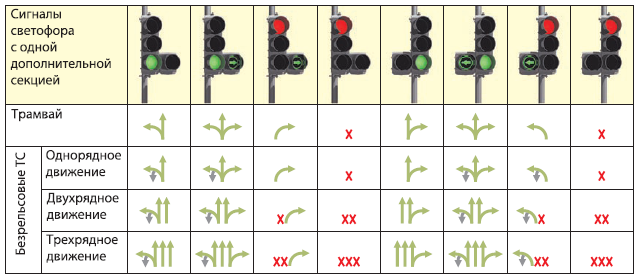 Сигналы
светофора
с одной
дополнительной
секцией
Трамвай
x
x
Безрельсовые ТС
Однорядное
движение
x
x
Двухрядное
движение
x
xx
x
xx
Трехрядное
движение
xx
xxx
xx
xxx